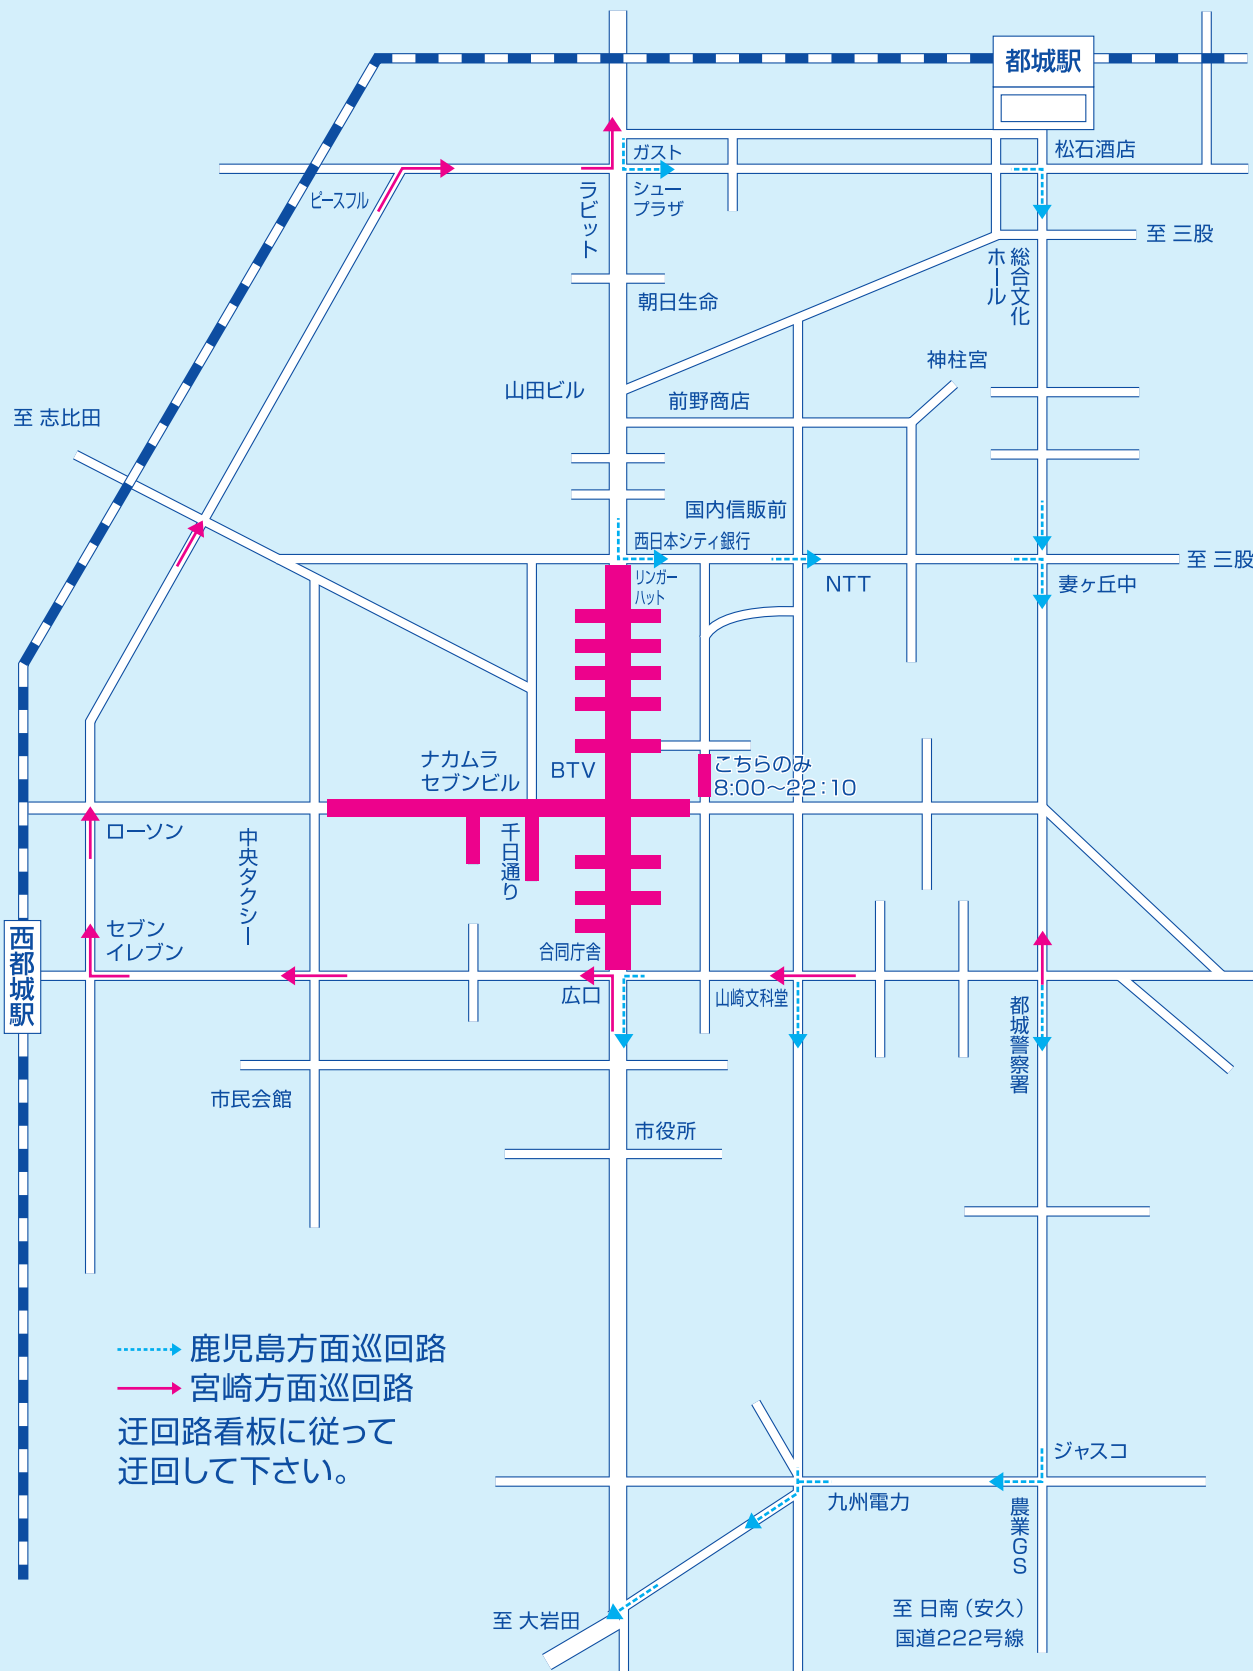 都城駅
ガスト
松石酒店
シュー
プラザ
ピースフル
ラビット
至 三股
総合文化
ホール
朝日生命
神柱宮
山田ビル
前野商店
至 志比田
国内信販前
西日本シティ銀行
至 三股
リンガー
ハット
NTT
妻ヶ丘中
ナカムラ
セブンビル
BTV
こちらのみ
8:00〜22:10
ローソン
中央タクシー
千日通り
セブン
イレブン
西都城駅
合同庁舎
広口
山崎文科堂
都城警察署
市民会館
市役所
鹿児島方面巡回路
宮崎方面巡回路
迂回路看板に従って
迂回して下さい。
ジャスコ
九州電力
農業GS
至 大岩田
至 日南（安久）
国道222号線